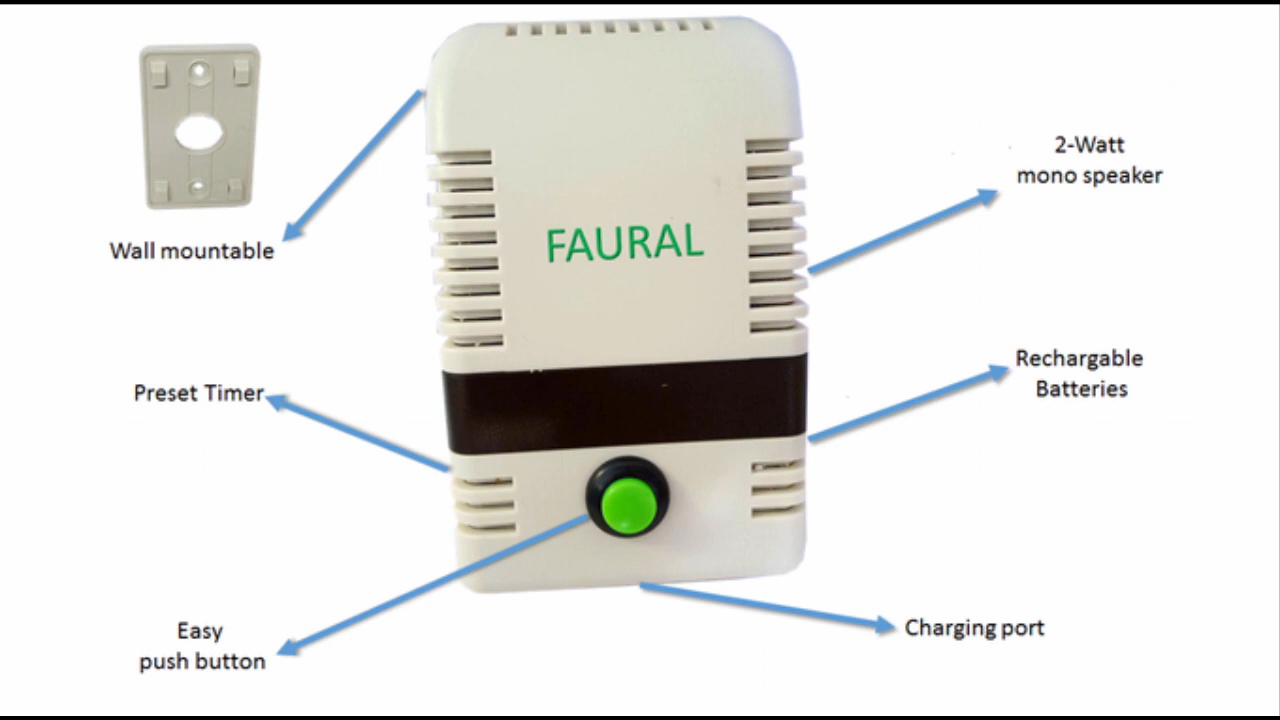 2-Watt
mono speaker
FAURAL
Wall mountable
Rechargable
Batteries
Preset Timer
Easy
push button
Charging port